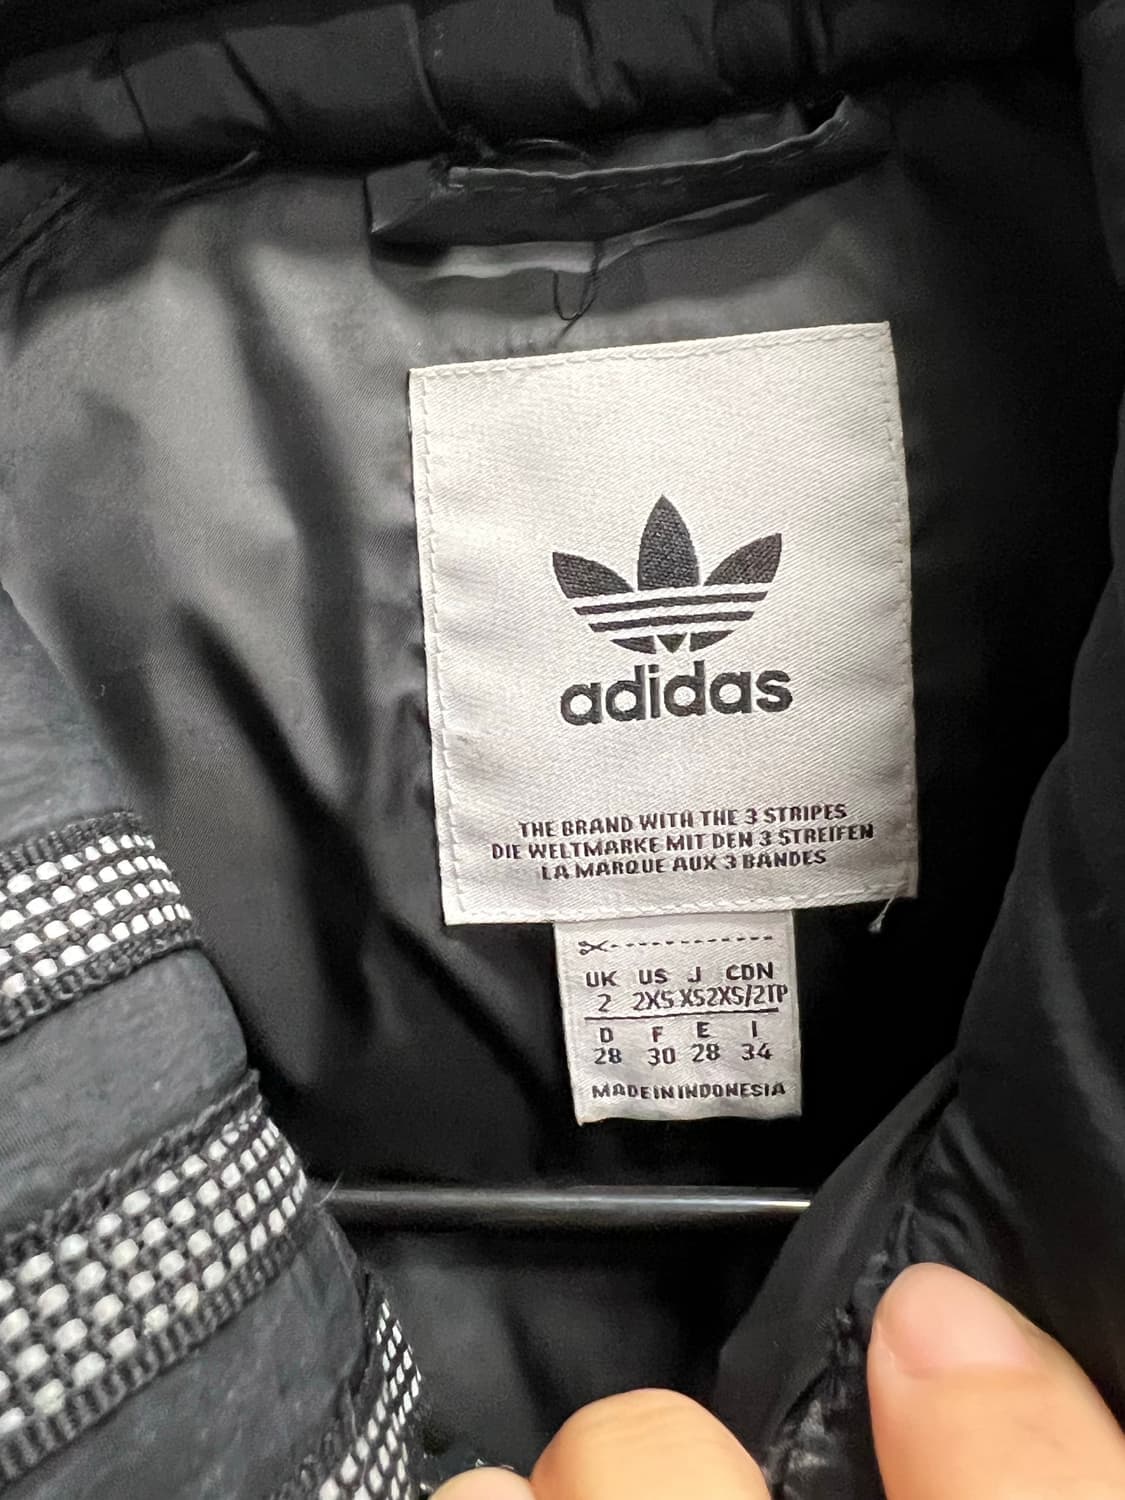 adidas
THE BRAND WITH THE 3 STRIPES
DIE WELTMARKE MIT DEN 3 STREIFEN
LA MARQUE AUX 3 BANDES
UK US J CDN
2 2XS XS 2XS/2TP
D F E I
28 30 28 34
MADE IN INDONESIA